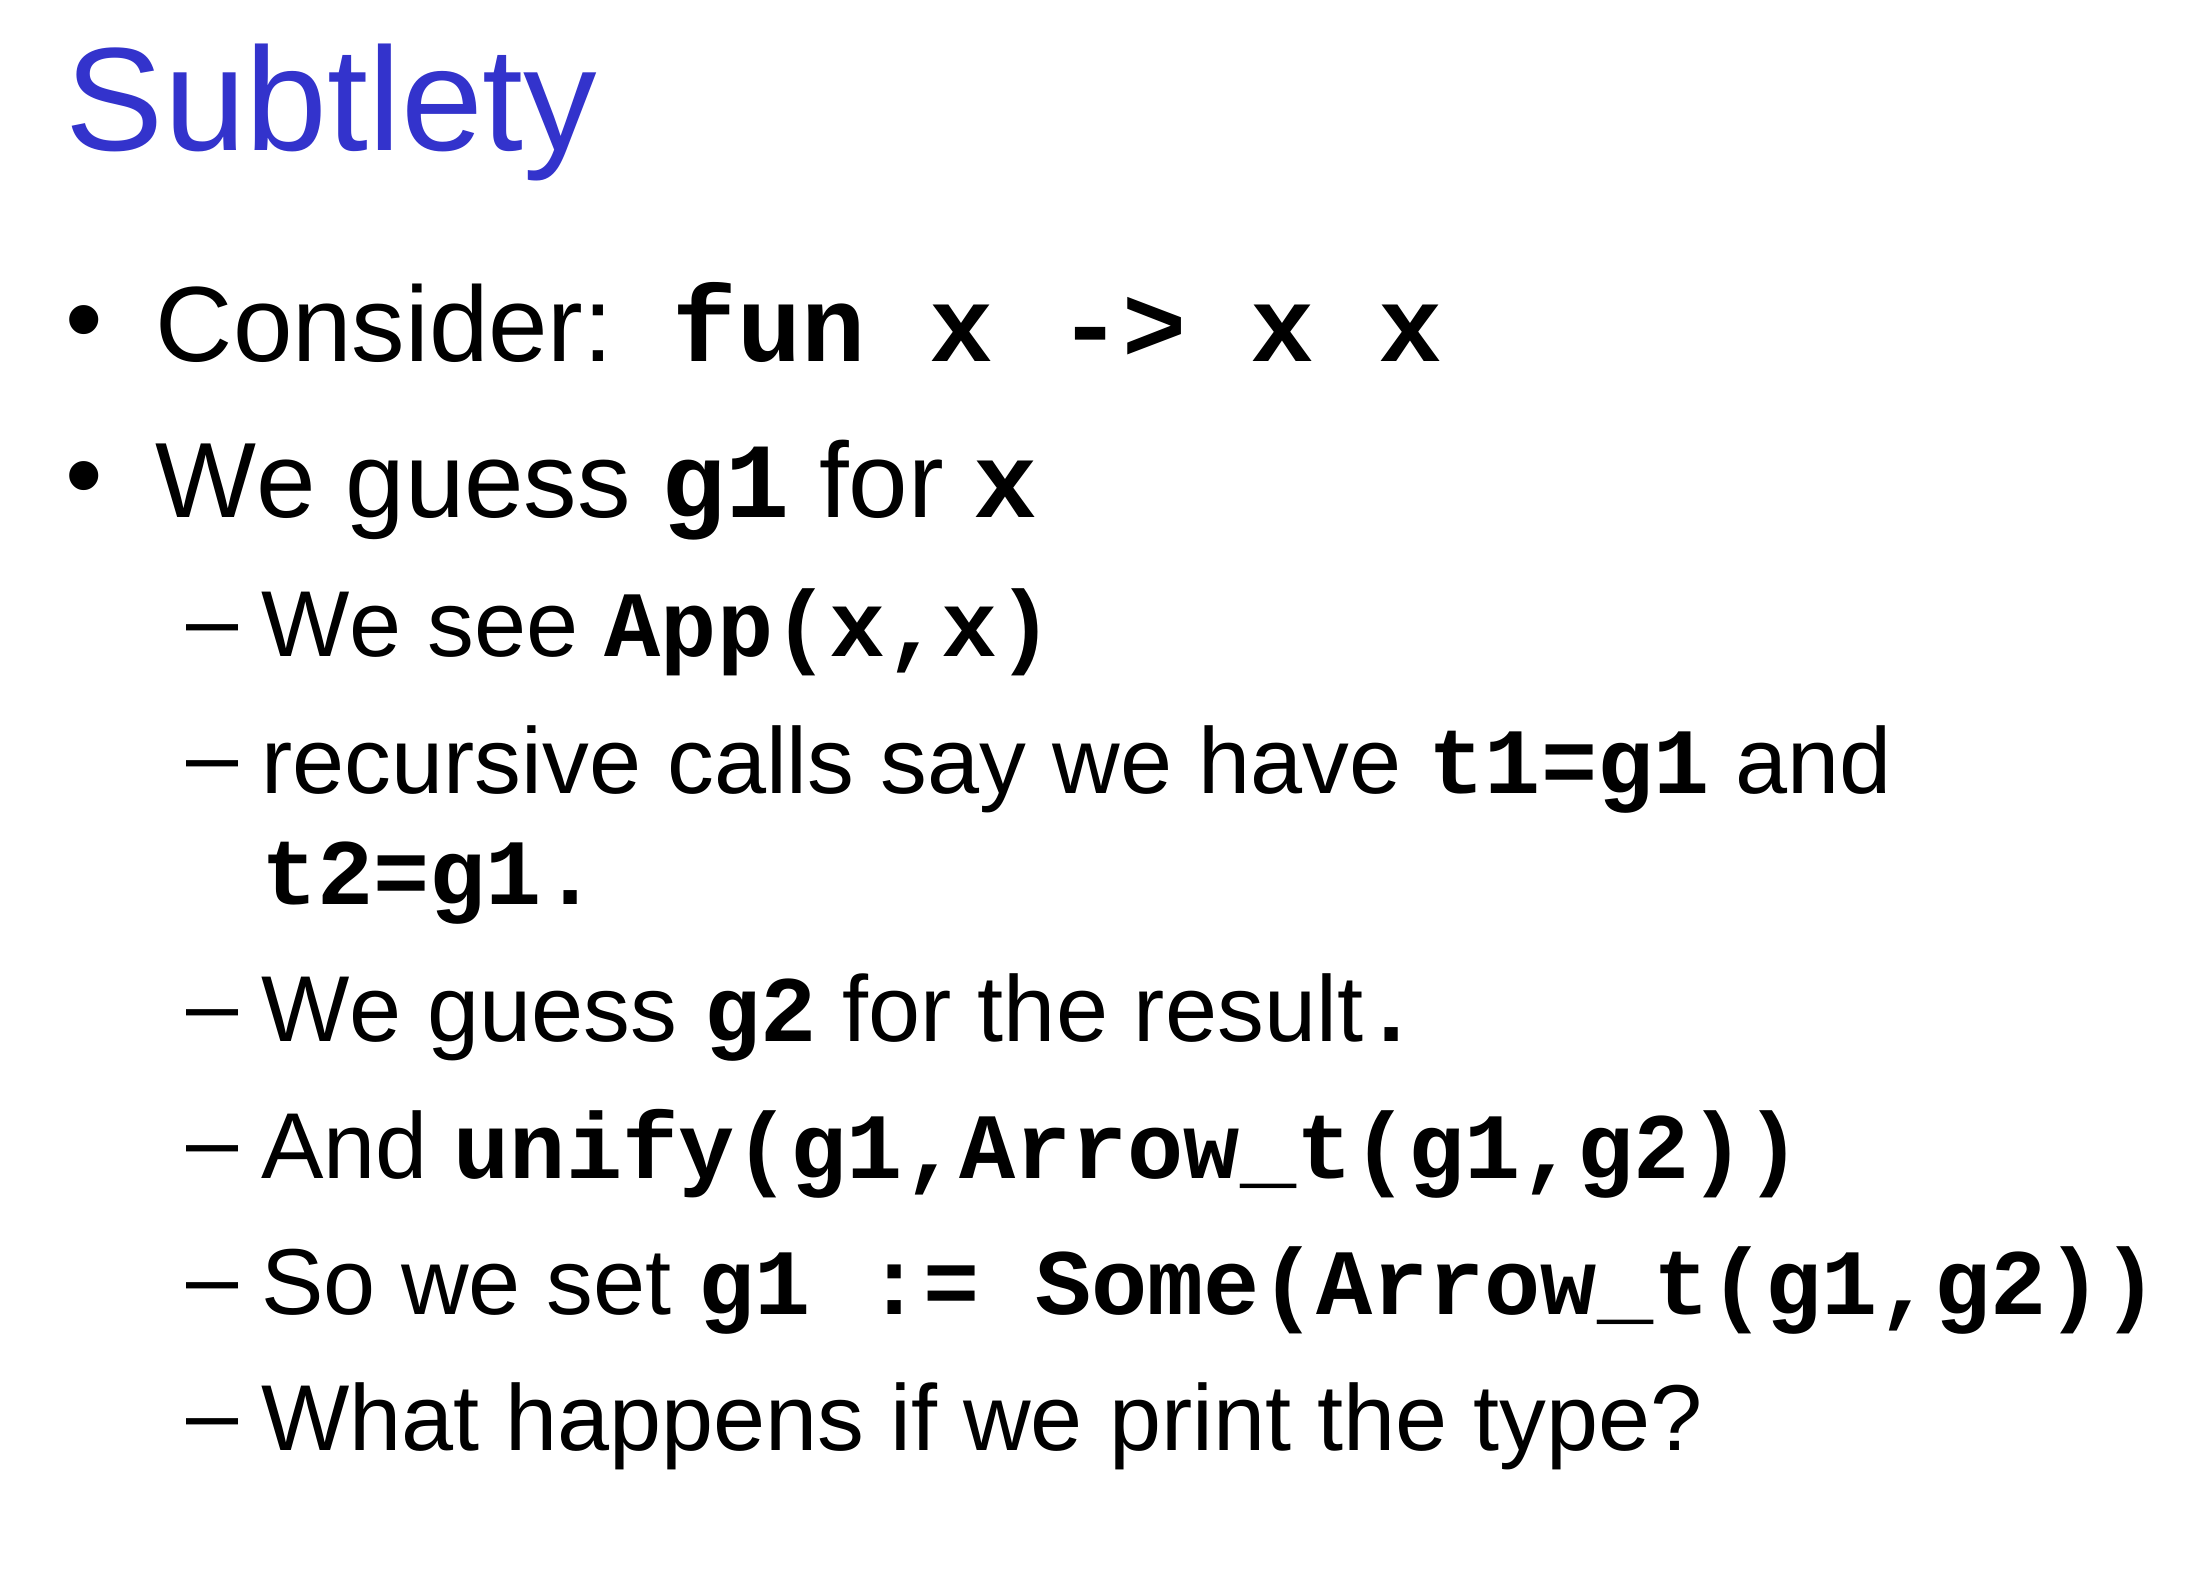 Subtlety
• Consider: fun x -> x x
• We guess g1 for x
– We see App(x,x)
– recursive calls say we have t1=g1 and
t2=g1.
– We guess g2 for the result.
– And unify(g1,Arrow_t(g1,g2))
– So we set g1 := Some(Arrow_t(g1,g2))
– What happens if we print the type?